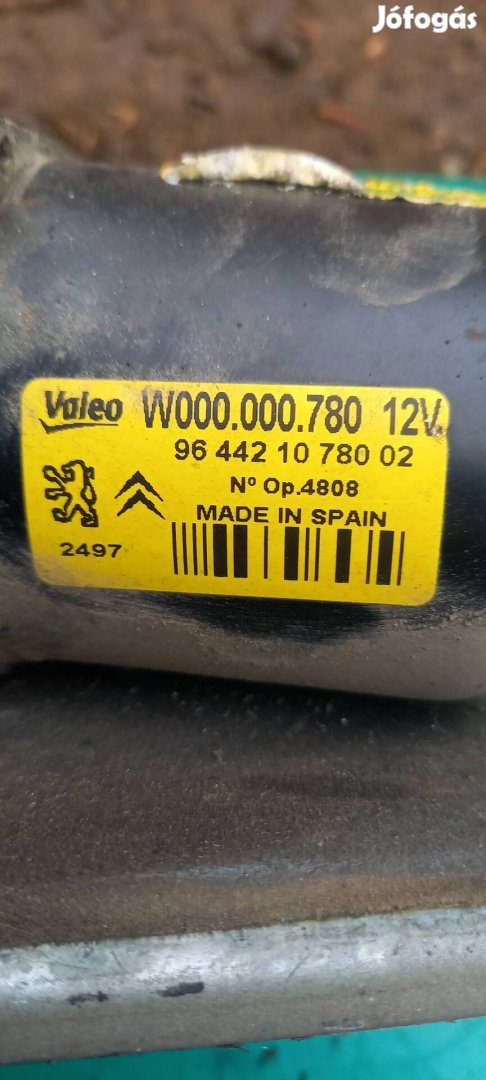 Jófogás
Valeo W000.000.780 12V.
96 442 10 780 02
Nº Op.4808
MADE IN SPAIN
2497